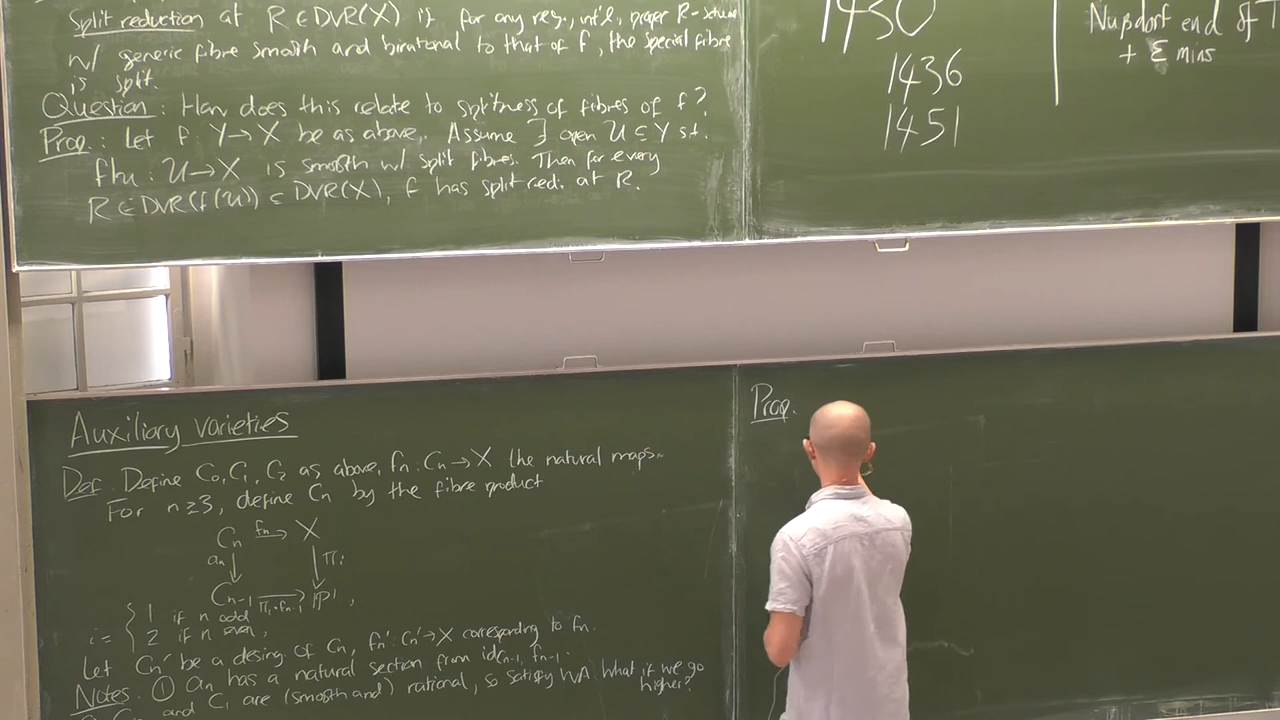 Split reduction at R ∈ DVR(X) if for any reg., int'l., proper R-scheme
w/ generic fibre smooth and birational to that of f, the special fibre
is split.
Question: How does this relate to splitness of fibres of f?
Prop.: Let f: Y → X be as above. Assume ∃ open U ⊆ Y s.t.
f|u : U → X is smooth w/ split fibres. Then for every
R ∈ DVR(f(U)) ⊂ DVR(X), f has split red. at R.
1430
1436
1451
Nußdorf end of
+ Σ mins
Auxiliary varieties
Def. Define C₀, C₁, C₂ as above, fn : Cn → X the natural maps.
For n ≥ 3, define Cn by the fibre product
Cn fn→ X
an ↓ ↓ πi
Cn-1 π₁∘fn-1→ P¹,
i = { 1 if n odd
2 if n even,
Let Cn' be a desing. of Cn, fn': Cn' → X corresponding to fn.
Notes. ① an has a natural section from idCn-1, fn-1.
and C₁ are (smooth and) rational, so satisfy WA. What if we go
higher?
Prop.